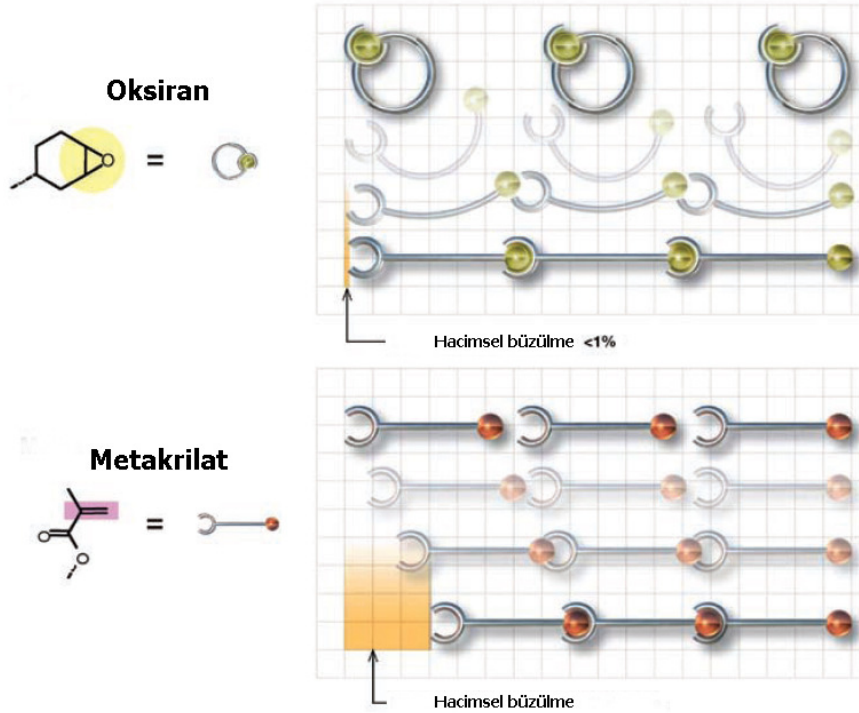 Oksiran
O
=
Hacimsel büzülme <1%
Metakrilat
O
O
=
Hacimsel büzülme